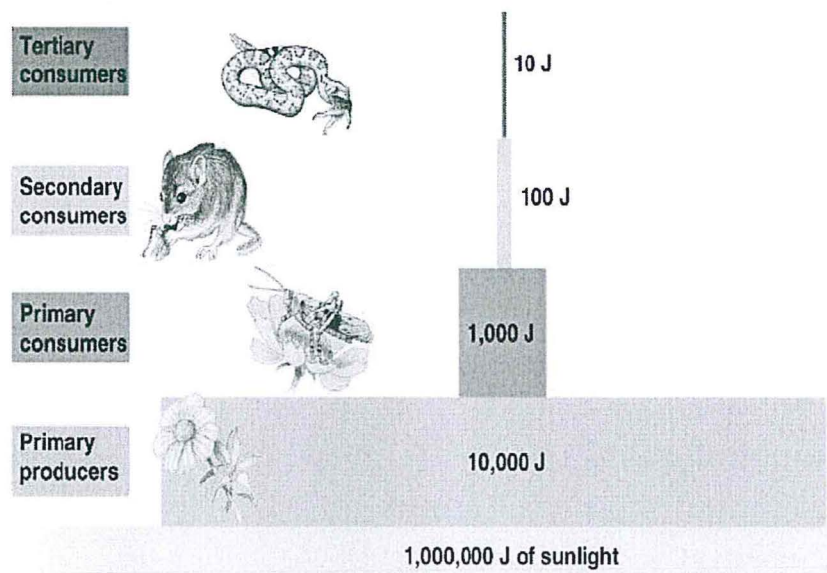 Tertiary
consumers
10 J
Secondary
consumers
100 J
Primary
consumers
1,000 J
Primary
producers
10,000 J
1,000,000 J of sunlight